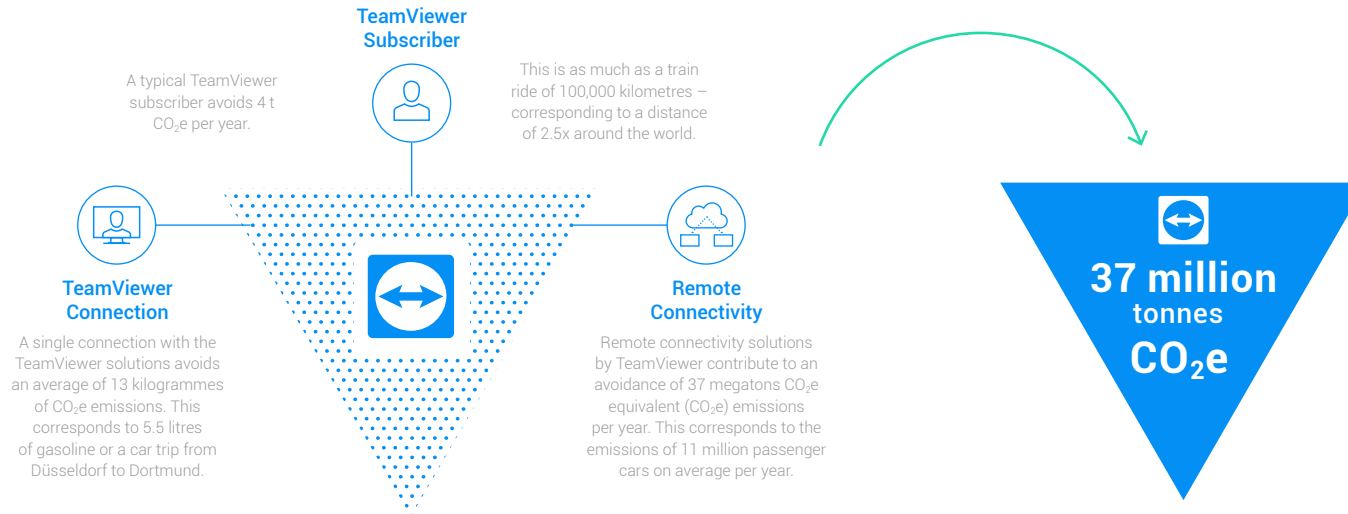 TeamViewer
Subscriber
A typical TeamViewer
subscriber avoids 4 t
CO₂e per year.
This is as much as a train
ride of 100,000 kilometres –
corresponding to a distance
of 2.5x around the world.
TeamViewer
Connection
A single connection with the
TeamViewer solutions avoids
an average of 13 kilogrammes
of CO₂e emissions. This
corresponds to 5.5 litres
of gasoline or a car trip from
Düsseldorf to Dortmund.
Remote
Connectivity
Remote connectivity solutions
by TeamViewer contribute to an
avoidance of 37 megatons CO₂e
equivalent (CO₂e) emissions
per year. This corresponds to the
emissions of 11 million passenger
cars on average per year.
37 million
tonnes
CO₂e